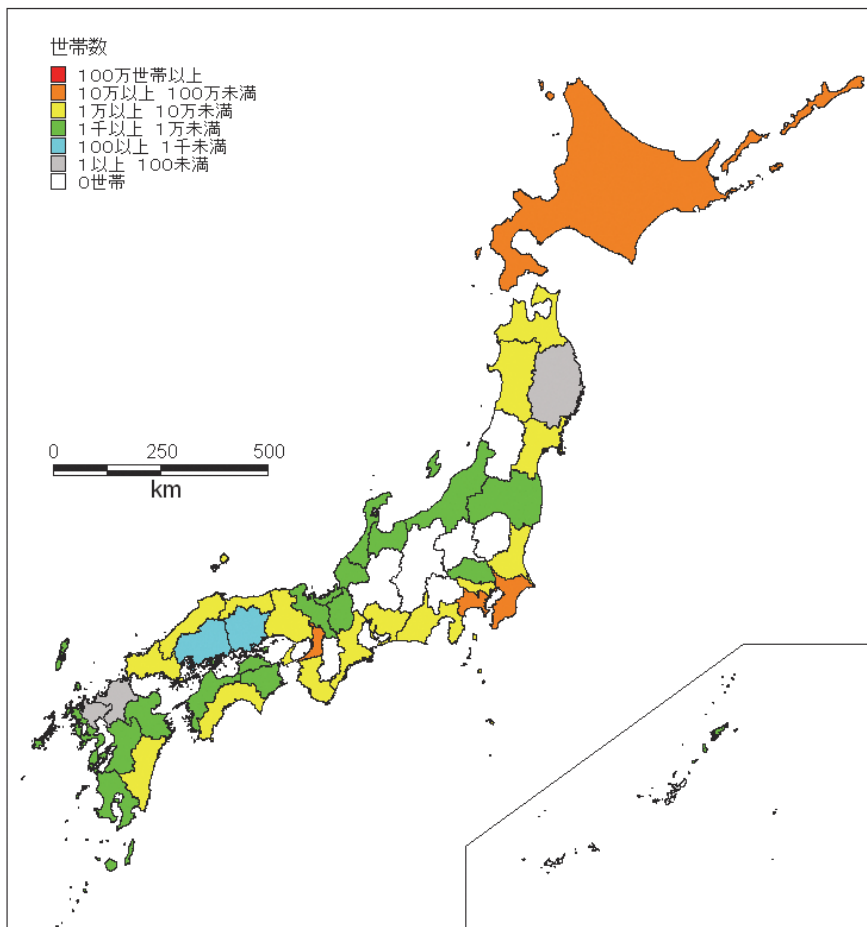 世帯数
100万世帯以上
10万以上 100万未満
1万以上 10万未満
1千以上 1万未満
100以上 1千未満
1以上 100未満
0世帯
0 250 500
km